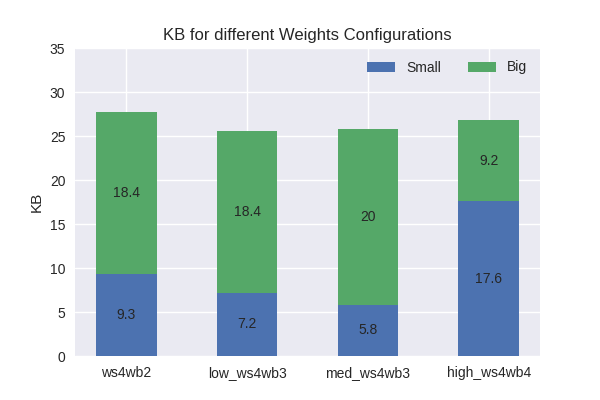 KB for different Weights Configurations
Small Big
35
30
25
20
15
10
5
0
KB
18.4 18.4 20 9.2
9.3 7.2 5.8 17.6
ws4wb2 low_ws4wb3 med_ws4wb3 high_ws4wb4